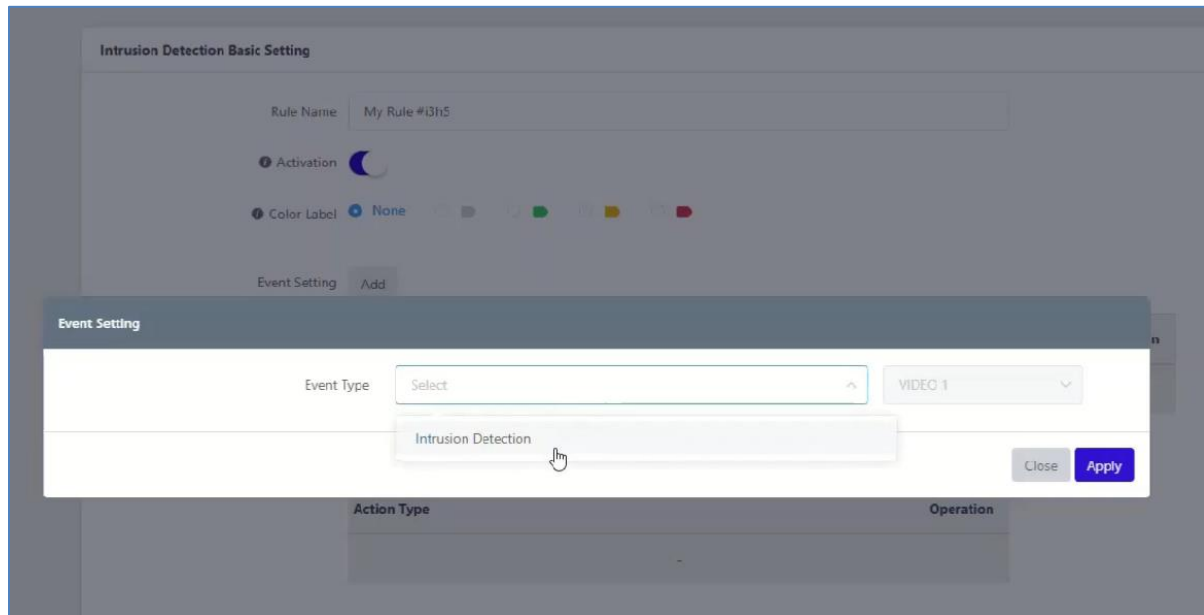 Intrusion Detection Basic Setting
Rule Name My Rule #i3h5
Activation
Color Label None
Event Setting Add
Event Setting
n
Event Type Select VIDEO 1
Intrusion Detection
Close Apply
Action Type Operation
-